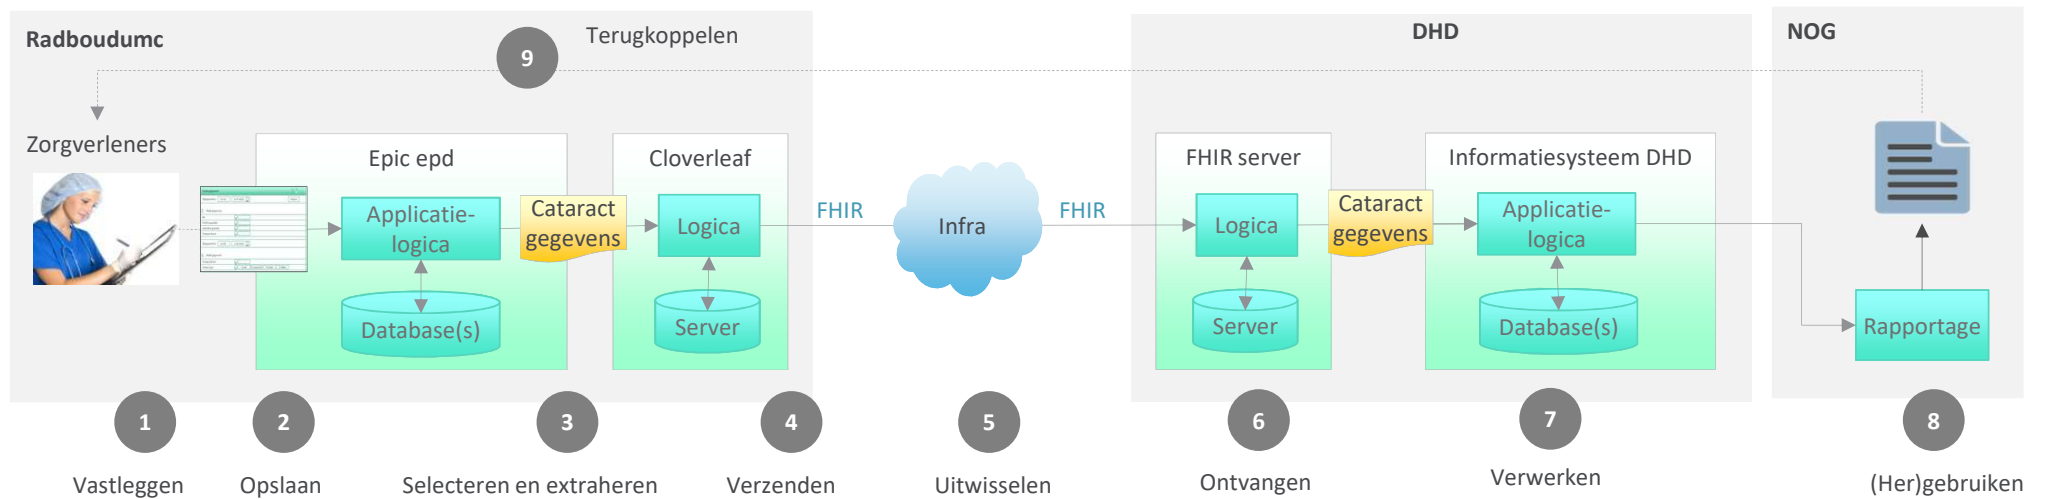 Radboudumc
9
Terugkoppelen
DHD
NOG
Zorgverleners
Epic epd
Cloverleaf
FHIR server
Informatiesysteem DHD
Applicatie-
logica
Cataract
gegevens
Logica
FHIR
Infra
FHIR
Logica
Cataract
gegevens
Applicatie-
logica
Database(s)
Server
Server
Database(s)
Rapportage
1
2
3
4
5
6
7
8
Vastleggen
Opslaan
Selecteren en extraheren
Verzenden
Uitwisselen
Ontvangen
Verwerken
(Her)gebruiken